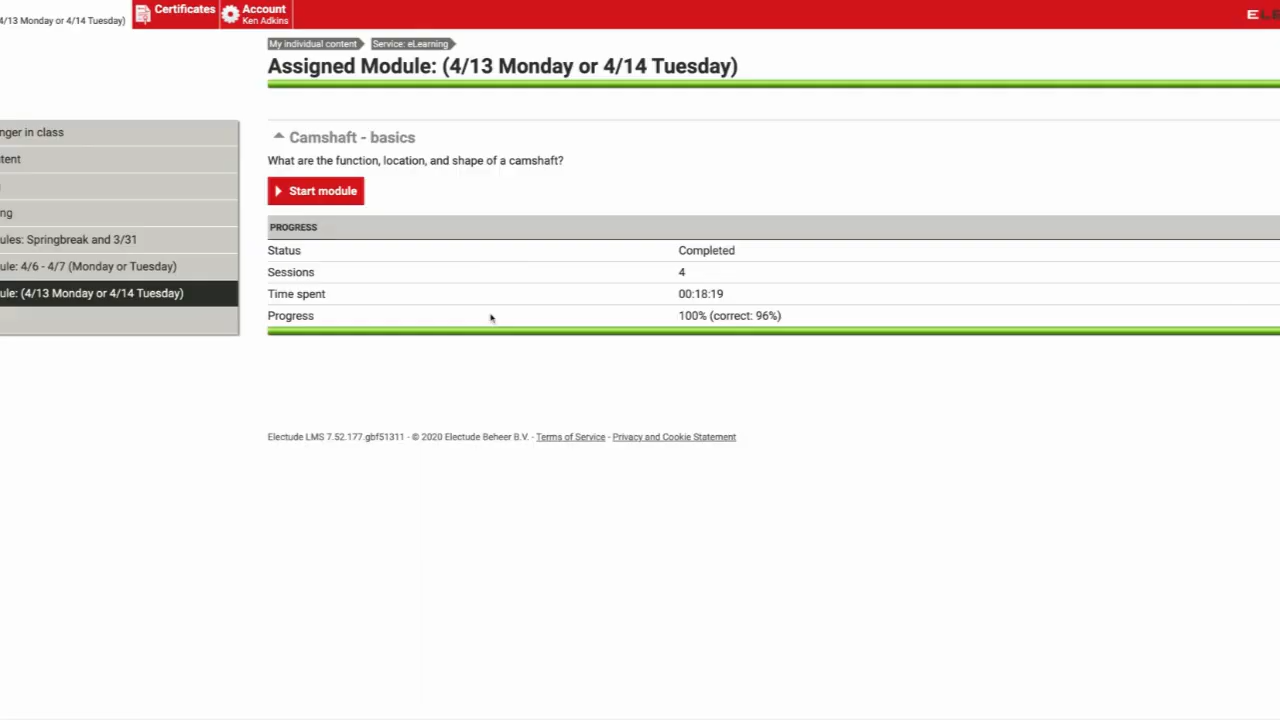 4/13 Monday or 4/14 Tuesday)
Certificates
Account
Ken Adkins
My individual content
Service: eLearning
Assigned Module: (4/13 Monday or 4/14 Tuesday)
nger in class
tent
ng
ules: Springbreak and 3/31
ule: 4/6 - 4/7 (Monday or Tuesday)
ule: (4/13 Monday or 4/14 Tuesday)
Camshaft - basics
What are the function, location, and shape of a camshaft?
Start module
PROGRESS
Status Completed
Sessions 4
Time spent 00:18:19
Progress 100% (correct: 96%)
Electude LMS 7.52.177.gbf51311 - © 2020 Electude Beheer B.V. - Terms of Service - Privacy and Cookie Statement